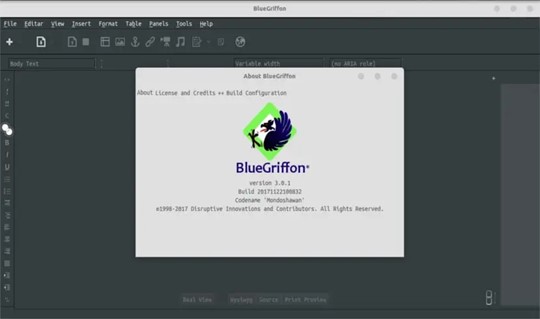 BlueGriffon
File Editar View Insert Format Table Panels Tools Help
Body Text
Variable width
(no ARIA role)
About BlueGriffon
About License and Credits ++ Build Configuration
BlueGriffon
version 3.0.1
Build 20171122100832
Codename 'Mondoshawan'
©1998-2017 Disruptive Innovations and Contributors. All Rights Reserved.
Source Print Preview